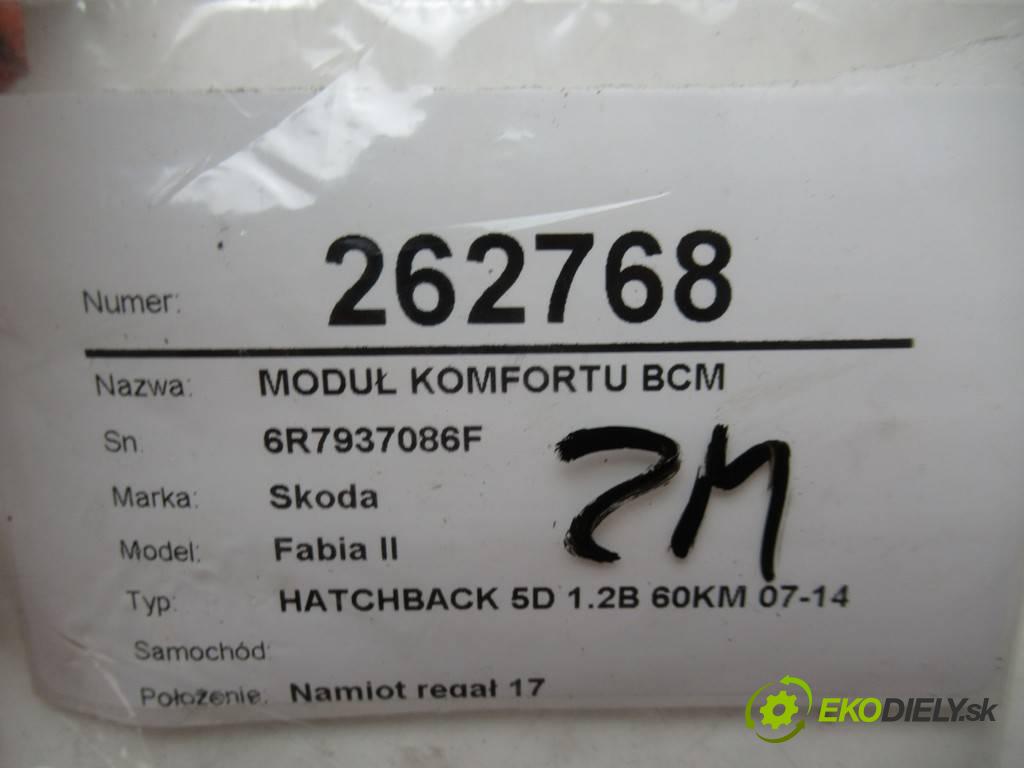 Numer: 262768
Nazwa: MODUŁ KOMFORTU BCM
Sn. 6R7937086F
Marka: Skoda
Model: Fabia II
Typ: HATCHBACK 5D 1.2B 60KM 07-14
Samochód:
Położenie: Namiot regał 17
EKODIELY.sk